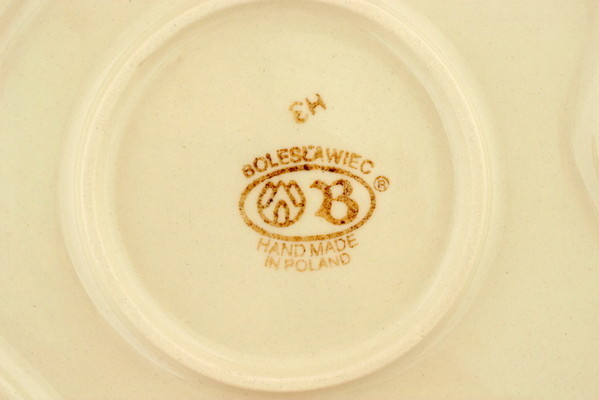 H3
BOLESŁAWIEC
B ®
HAND MADE
IN POLAND